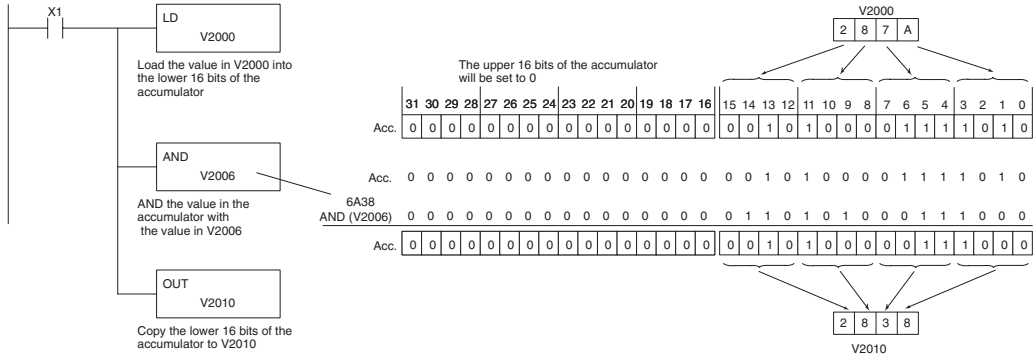 X1
LD
V2000
Load the value in V2000 into
the lower 16 bits of the
accumulator
V2000
2 8 7 A
The upper 16 bits of the accumulator
will be set to 0
31 30 29 28 27 26 25 24 23 22 21 20 19 18 17 16 15 14 13 12 11 10 9 8 7 6 5 4 3 2 1 0
Acc. 0 0 0 0 0 0 0 0 0 0 0 0 0 0 0 0 0 0 1 0 1 0 0 0 0 1 1 1 1 0 1 0
AND
V2006
AND the value in the
accumulator with
the value in V2006
Acc. 0 0 0 0 0 0 0 0 0 0 0 0 0 0 0 0 0 0 1 0 1 0 0 0 0 1 1 1 1 0 1 0
6A38
AND (V2006) 0 0 0 0 0 0 0 0 0 0 0 0 0 0 0 0 0 1 1 0 1 0 1 0 0 0 1 1 1 0 0 0
Acc. 0 0 0 0 0 0 0 0 0 0 0 0 0 0 0 0 0 0 1 0 1 0 0 0 0 0 1 1 1 0 0 0
OUT
V2010
Copy the lower 16 bits of the
accumulator to V2010
2 8 3 8
V2010